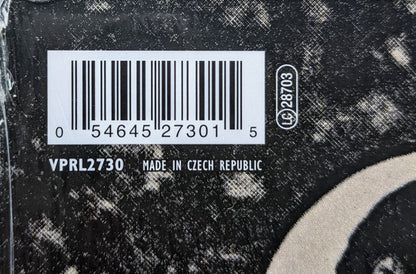 0 54645 27301 5
VPRL2730 MADE IN CZECH REPUBLIC
LC 28703